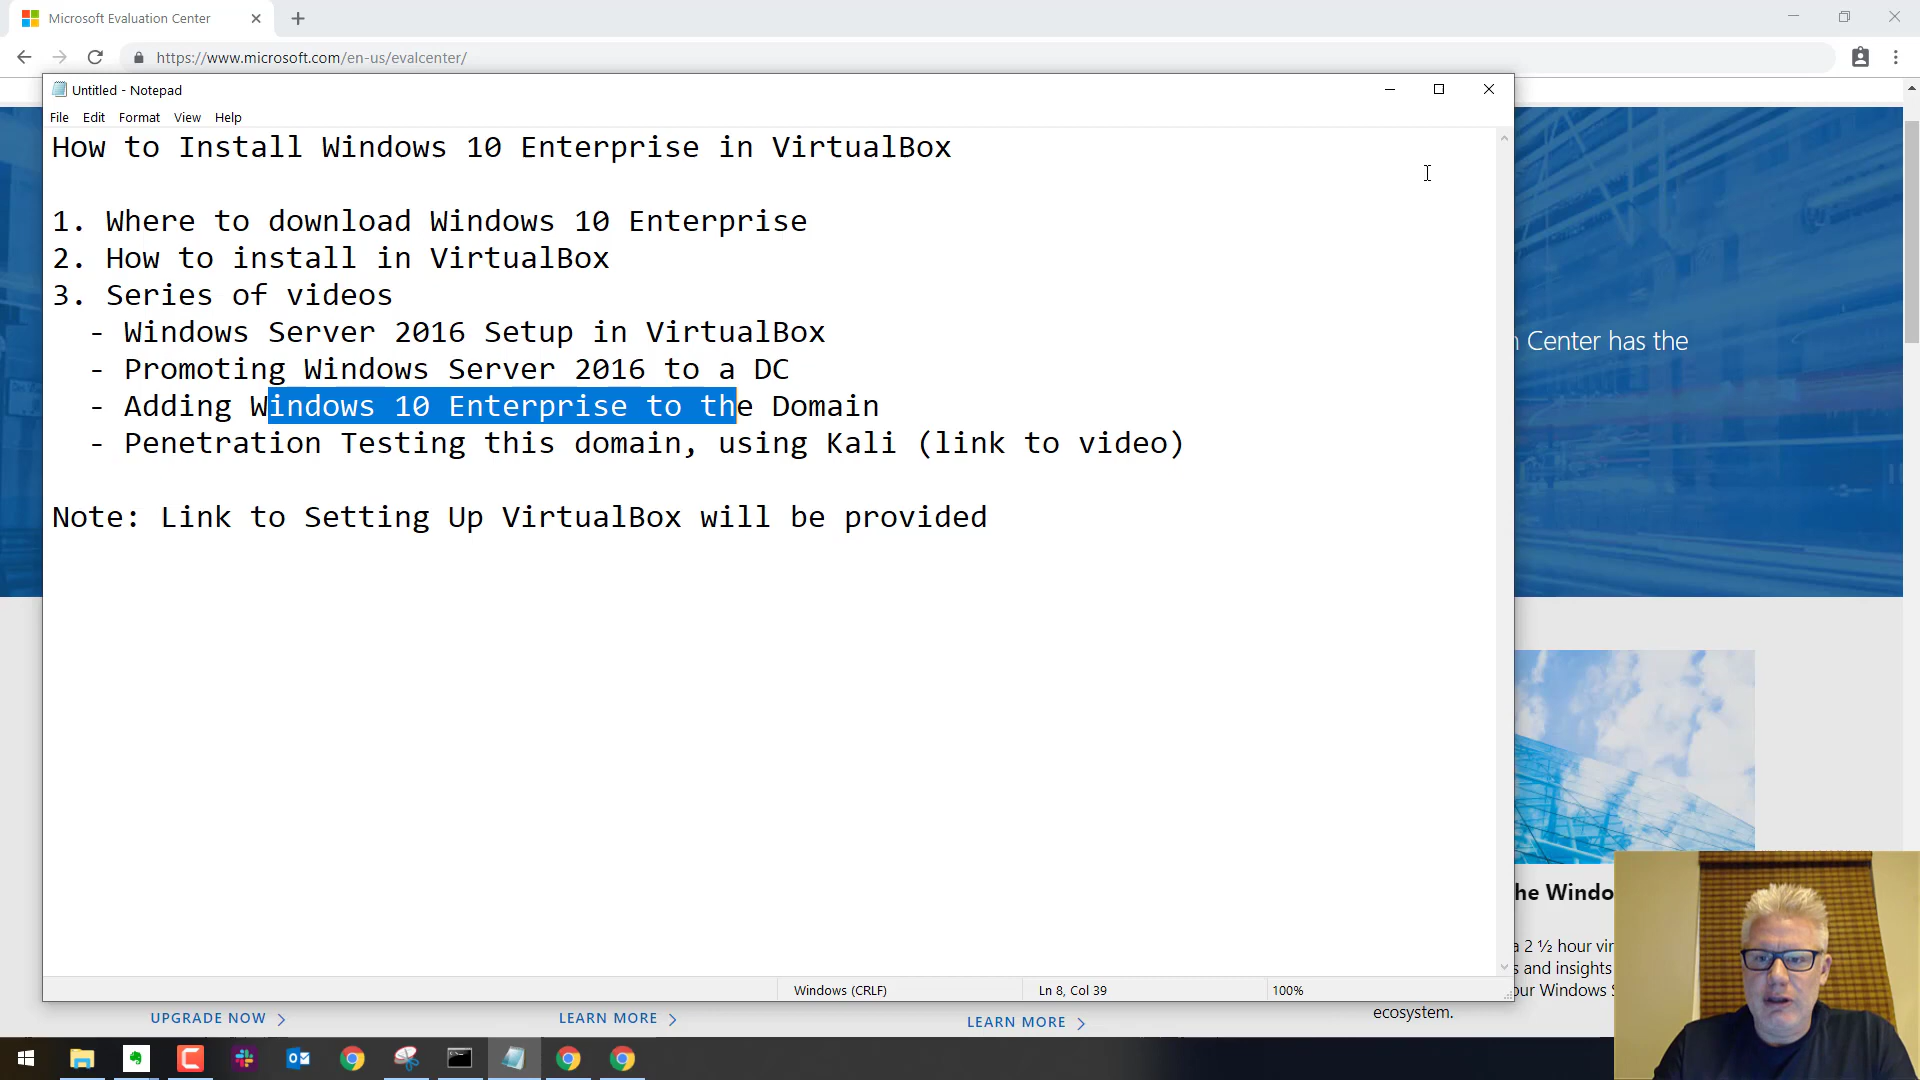 Microsoft Evaluation Center
https://www.microsoft.com/en-us/evalcenter/
Untitled - Notepad
File Edit Format View Help
How to Install Windows 10 Enterprise in VirtualBox
1. Where to download Windows 10 Enterprise
2. How to install in VirtualBox
3. Series of videos
- Windows Server 2016 Setup in VirtualBox
- Promoting Windows Server 2016 to a DC
- Adding Windows 10 Enterprise to the Domain
- Penetration Testing this domain, using Kali (link to video)
Note: Link to Setting Up VirtualBox will be provided
Windows (CRLF) Ln 8, Col 39 100%
Center has the
he Windo
a 2 ½ hour vir
s and insights
our Windows S
ecosystem.
UPGRADE NOW
LEARN MORE
LEARN MORE